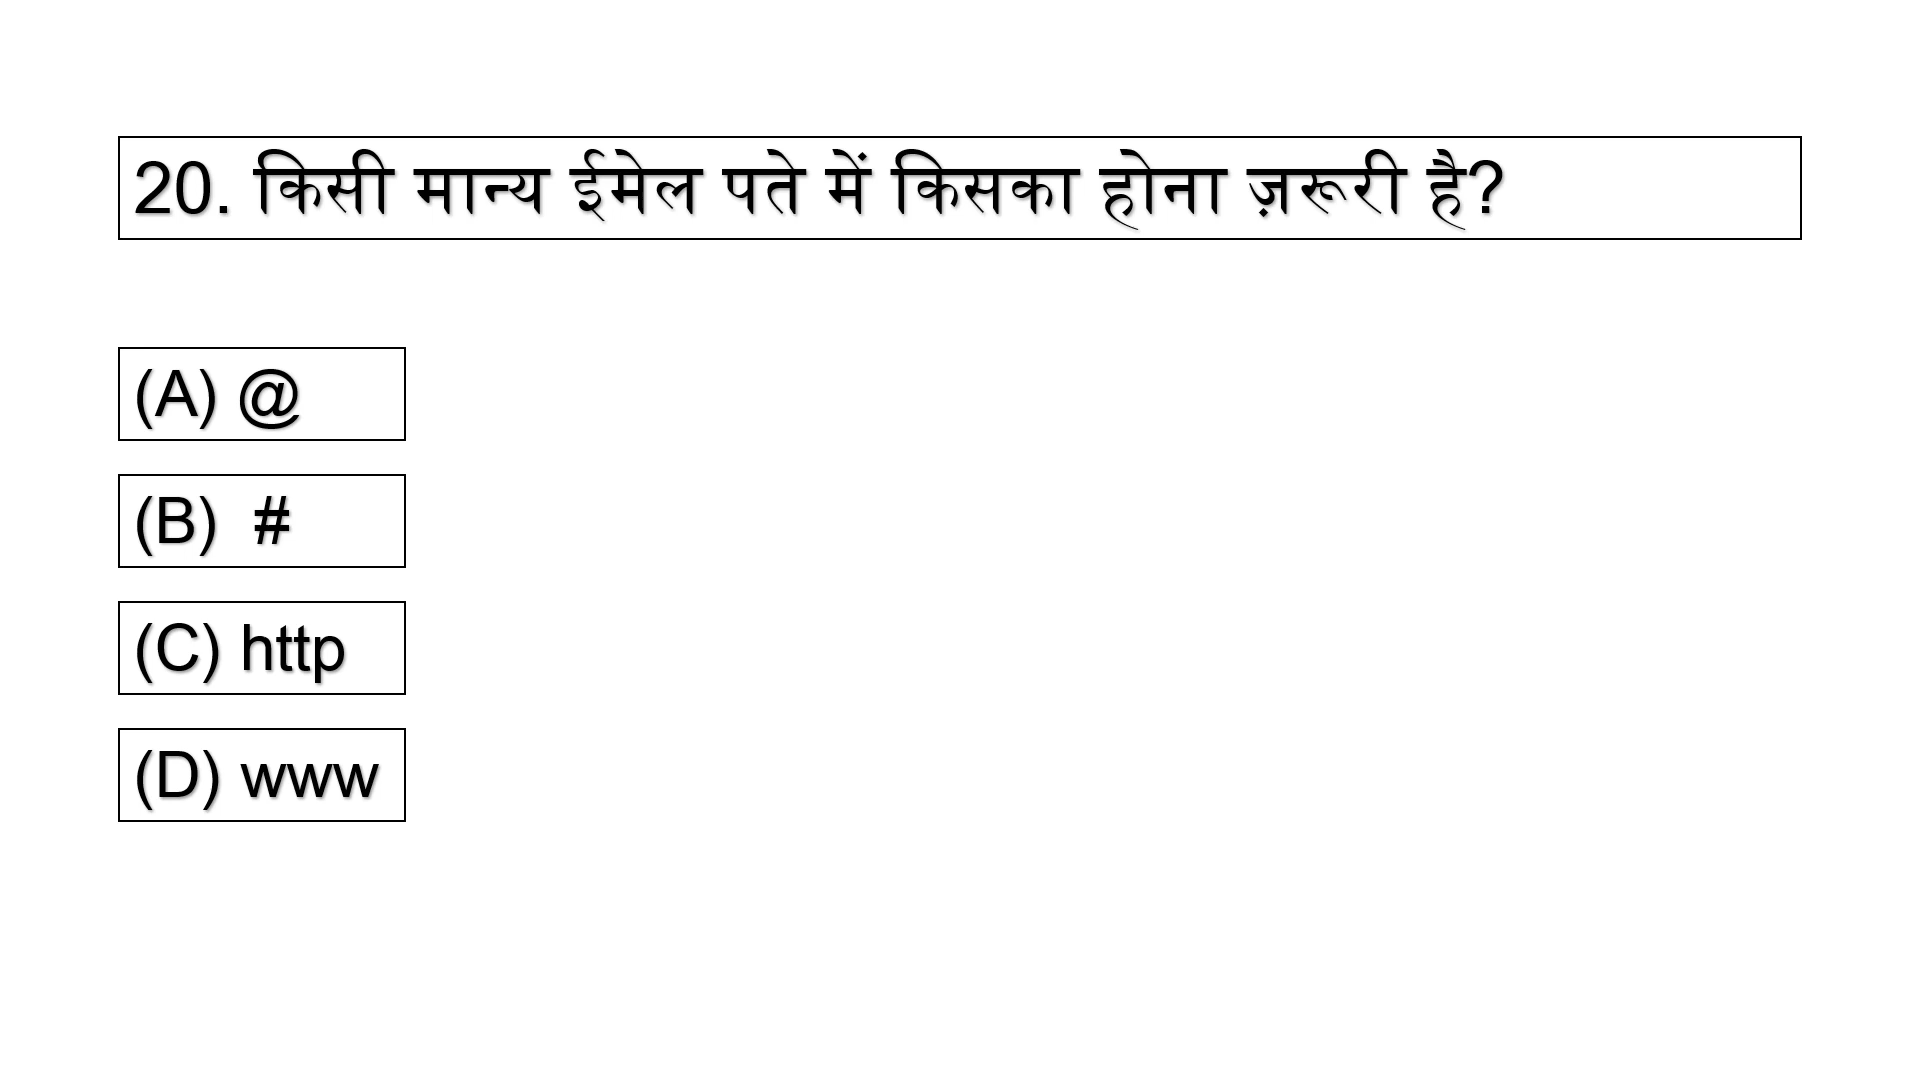 20. किसी मान्य ईमेल पते में किसका होना ज़रूरी है?
(A) @
(B) #
(C) http
(D) www